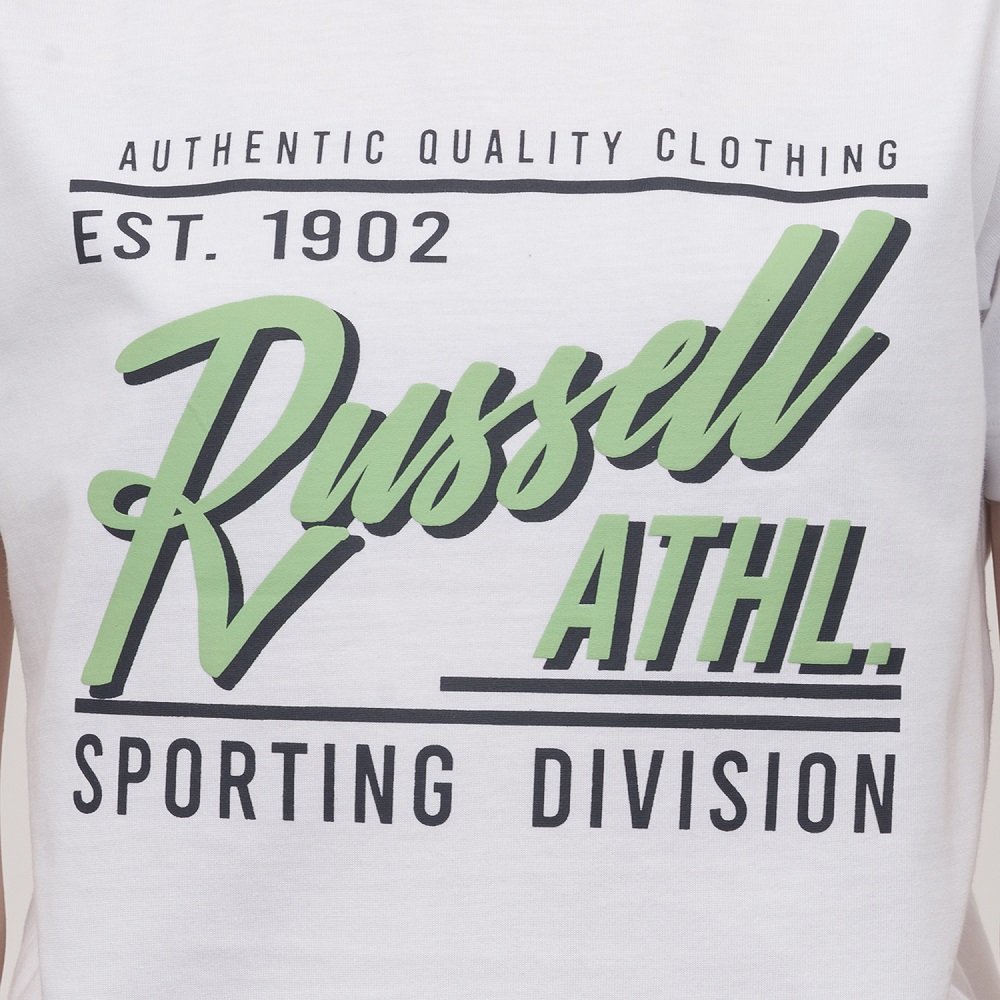 AUTHENTIC QUALITY CLOTHING
EST. 1902
Russell
ATHL.
SPORTING DIVISION